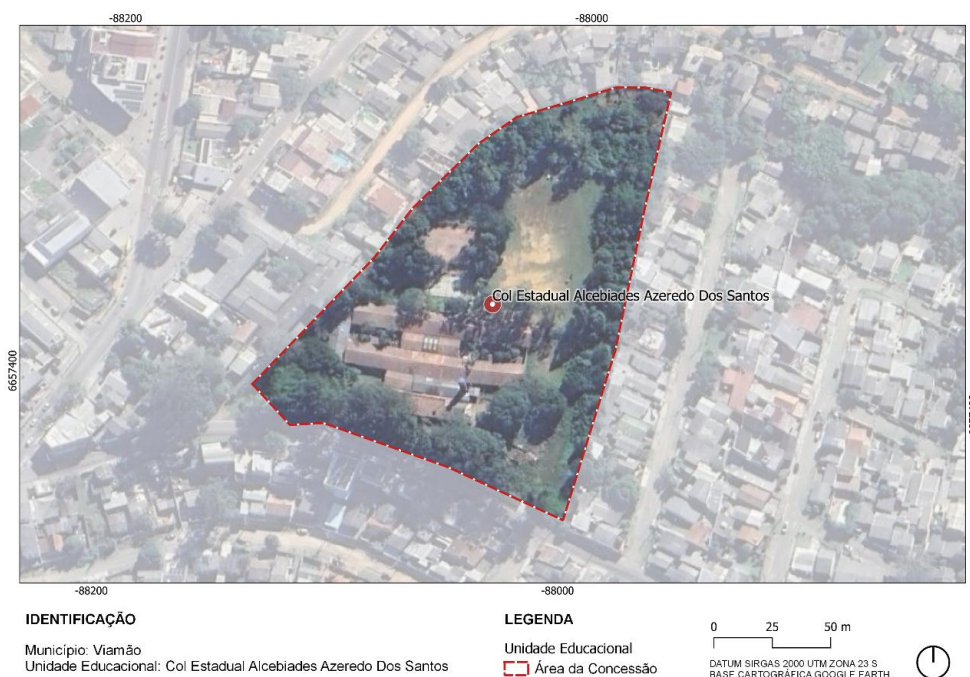 -88200
-88000
6657400
Col Estadual Alcebiades Azeredo Dos Santos
-88200
-88000
IDENTIFICAÇÃO
Município: Viamão
Unidade Educacional: Col Estadual Alcebiades Azeredo Dos Santos
LEGENDA
Unidade Educacional
Área da Concessão
0 25 50 m
DATUM SIRGAS 2000 UTM ZONA 23 S
BASE CARTOGRÁFICA GOOGLE EARTH